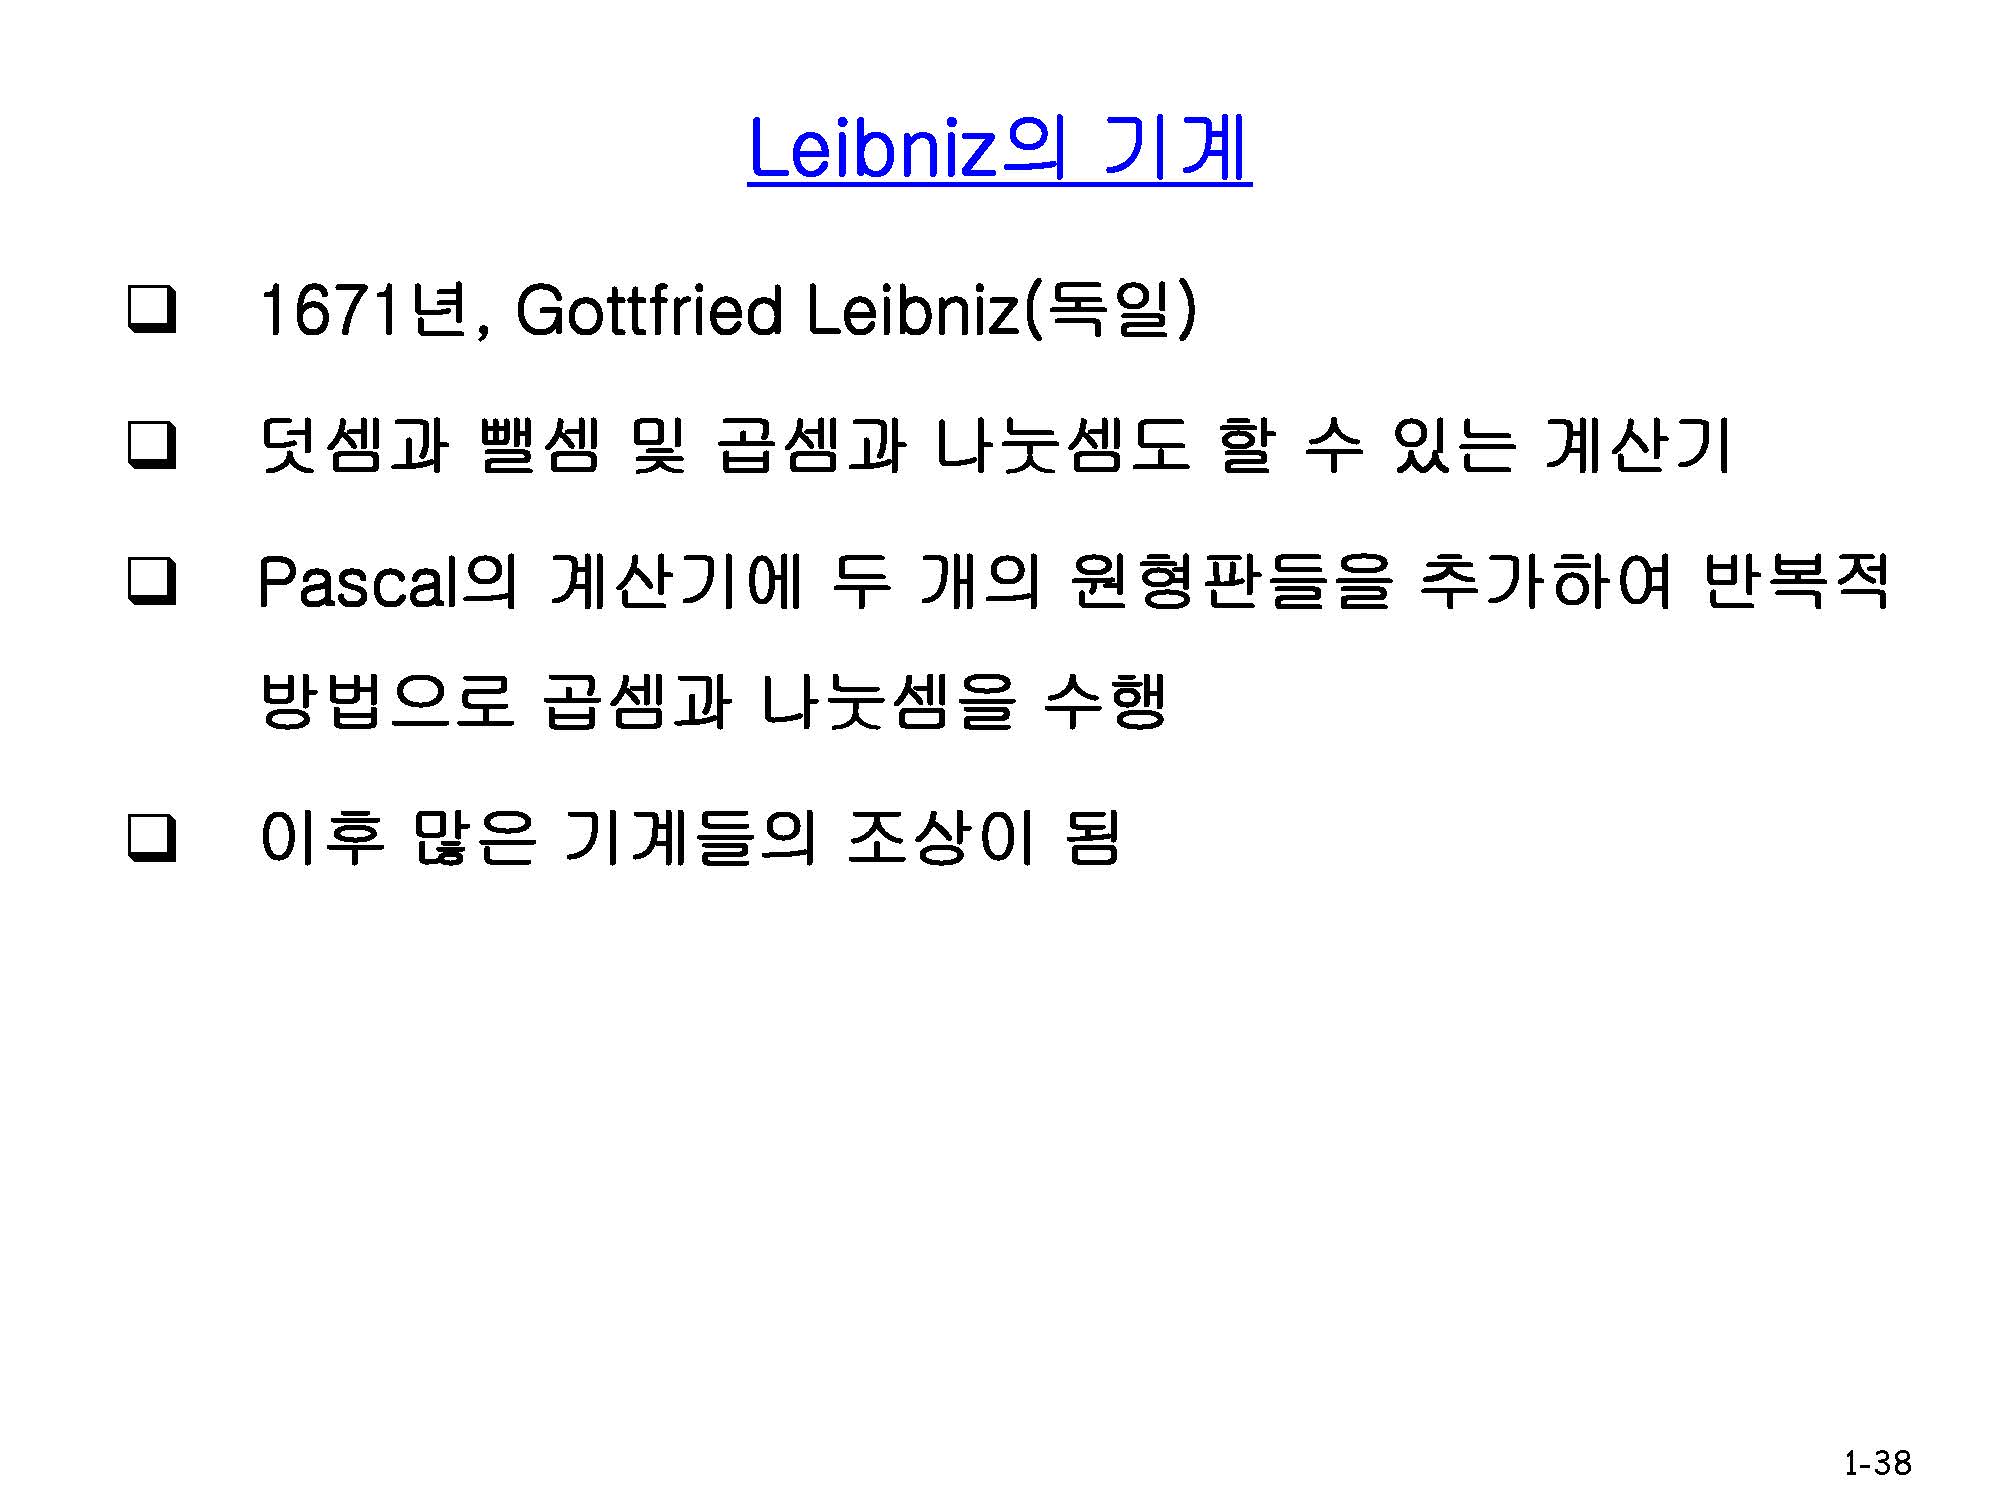 Leibniz의 기계
❑ 1671년, Gottfried Leibniz(독일)
❑ 덧셈과 뺄셈 및 곱셈과 나눗셈도 할 수 있는 계산기
❑ Pascal의 계산기에 두 개의 원형판들을 추가하여 반복적
방법으로 곱셈과 나눗셈을 수행
❑ 이후 많은 기계들의 조상이 됨
1-38